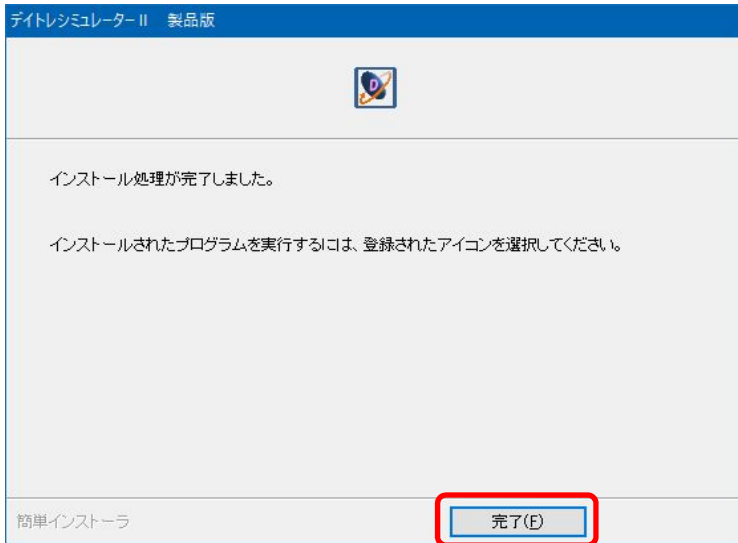 デイトレシミュレーターⅡ 製品版
D
インストール処理が完了しました。
インストールされたプログラムを実行するには、登録されたアイコンを選択してください。
簡単インストーラ
完了(F)